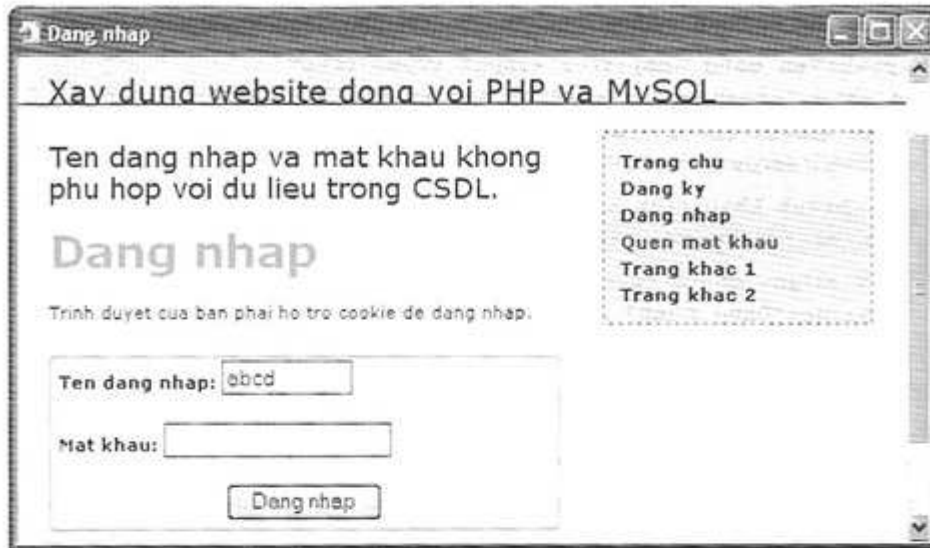 Dang nhap
Xay dung website dong voi PHP va MySQL
Ten dang nhap va mat khau khong
phu hop voi du lieu trong CSDL.
Dang nhap
Trinh duyet cua ban phai ho tro cookie de dang nhap.
Ten dang nhap: abcd
Mat khau:
Dang nhap
Trang chu
Dang ky
Dang nhap
Quen mat khau
Trang khac 1
Trang khac 2